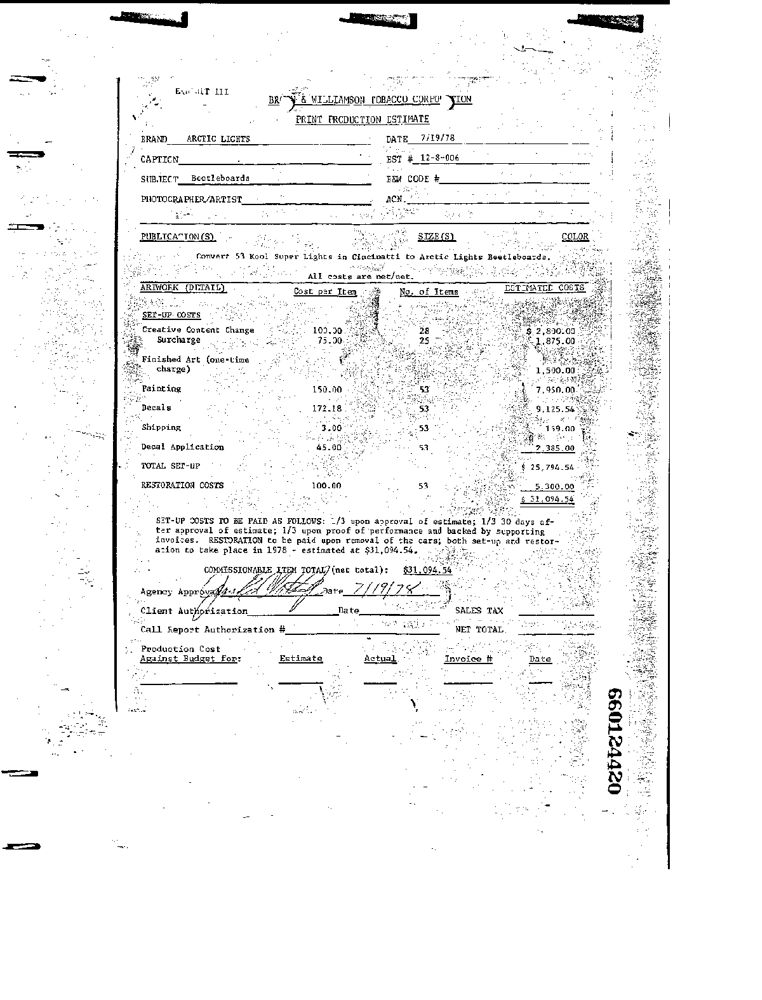 III
& WILLIAMSON TOBACCO
PRINT PRODUCTION ESTIMATE
BRAND ARCTIC LIGHTS DATE 7/19/78
CAPTION EST # 12-8-006
SUBJECT Beetleboards B&W CODE #
PHOTOGRAPHER/ARTIST ACN.
PUBLICATION(S) SIZE(S) COLOR
Convert 53 Kool Super Lights in Cincinatti to Arctic Lights Beetleboards.
All costs are net/net.
ARTWORK (DETAIL) Cost per Item No. of Items ESTIMATED COSTS
SET-UP COSTS
Creative Content Change 100.00 28 $ 2,800.00
Surcharge 75.00 25 1,875.00
Finished Art (one-time
charge) 1,500.00
Painting 150.00 53 7,950.00
Decals 172.18 53 9,125.54
Shipping 3.00 53 159.00
Decal Application 45.00 53 2,385.00
TOTAL SET-UP $ 25,794.54
RESTORATION COSTS 100.00 53 5,300.00
$ 31,094.54
SET-UP COSTS TO BE PAID AS FOLLOWS: 1/3 upon approval of estimate; 1/3 30 days af-
ter approval of estimate; 1/3 upon proof of performance and backed by supporting
invoices. RESTORATION to be paid upon removal of the cars; both set-up and restor-
ation to take place in 1978 - estimated at $31,094.54.
COMMISSIONABLE ITEM TOTAL (net total): $31,094.54
Agency Approval Date 7/19/78
Client Authorization Date SALES TAX
Call Report Authorization # NET TOTAL
Production Cost
Against Budget For: Estimate Actual Invoice # Date
660124420